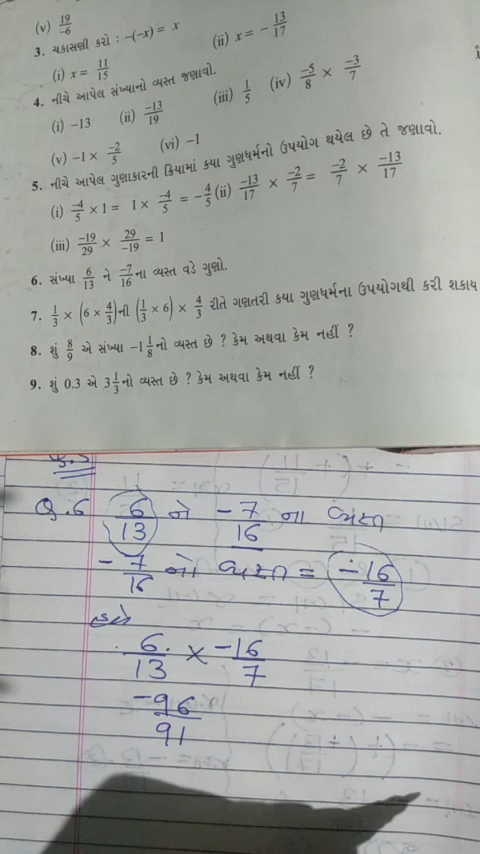 (v) 19/-6
3. ચકાસણી કરો : -(-x) = x
(i) x = 11/15 (ii) x = -13/17
4. નીચે આપેલ સંખ્યાનો વ્યસ્ત જણાવો.
(i) -13 (ii) -13/19 (iii) 1/5 (iv) -5/8 × -3/7
(v) -1 × -2/5 (vi) -1
5. નીચે આપેલ ગુણાકારની ક્રિયામાં કયા ગુણધર્મનો ઉપયોગ થયેલ છે તે જણાવો.
(i) -4/5 × 1 = 1 × -4/5 = -4/5 (ii) -13/17 × -2/7 = -2/7 × -13/17
(iii) -19/29 × 29/-19 = 1
6. સંખ્યા 6/13 ને -7/16 ના વ્યસ્ત વડે ગુણો.
7. 1/3 × (6 × 4/3)ની (1/3 × 6) × 4/3 રીતે ગણતરી કયા ગુણધર્મના ઉપયોગથી કરી શકાય
8. શું 8/9 એ સંખ્યા -1 1/8 નો વ્યસ્ત છે ? કેમ અથવા કેમ નહીં ?
9. શું 0.3 એ 3 1/3 નો વ્યસ્ત છે ? કેમ અથવા કેમ નહીં ?
Q.6 6/13 ને -7/16 ના વ્યસ્ત
-7/16 નો વ્યસ્ત = -16/7
હવે
6/13 × -16/7
-96/91